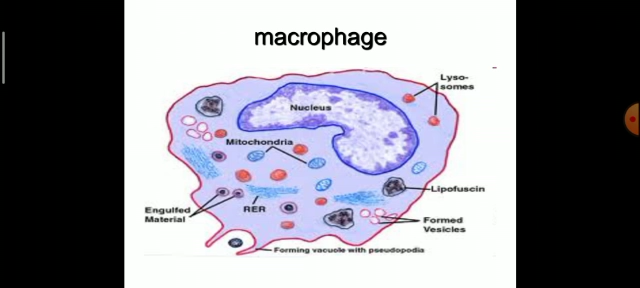 macrophage
Lyso-
somes
Nucleus
Mitochondria
Lipofuscin
RER
Engulfed
Material
Formed
Vesicles
Forming vacuole with pseudopodia